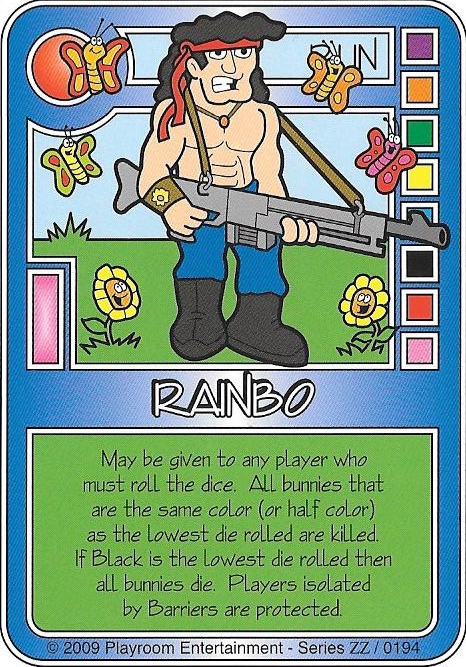 RUN
RAINBO
May be given to any player who
must roll the dice. All bunnies that
are the same color (or half color)
as the lowest die rolled are killed.
If Black is the lowest die rolled then
all bunnies die. Players isolated
by Barriers are protected.
© 2009 Playroom Entertainment - Series ZZ / 0194